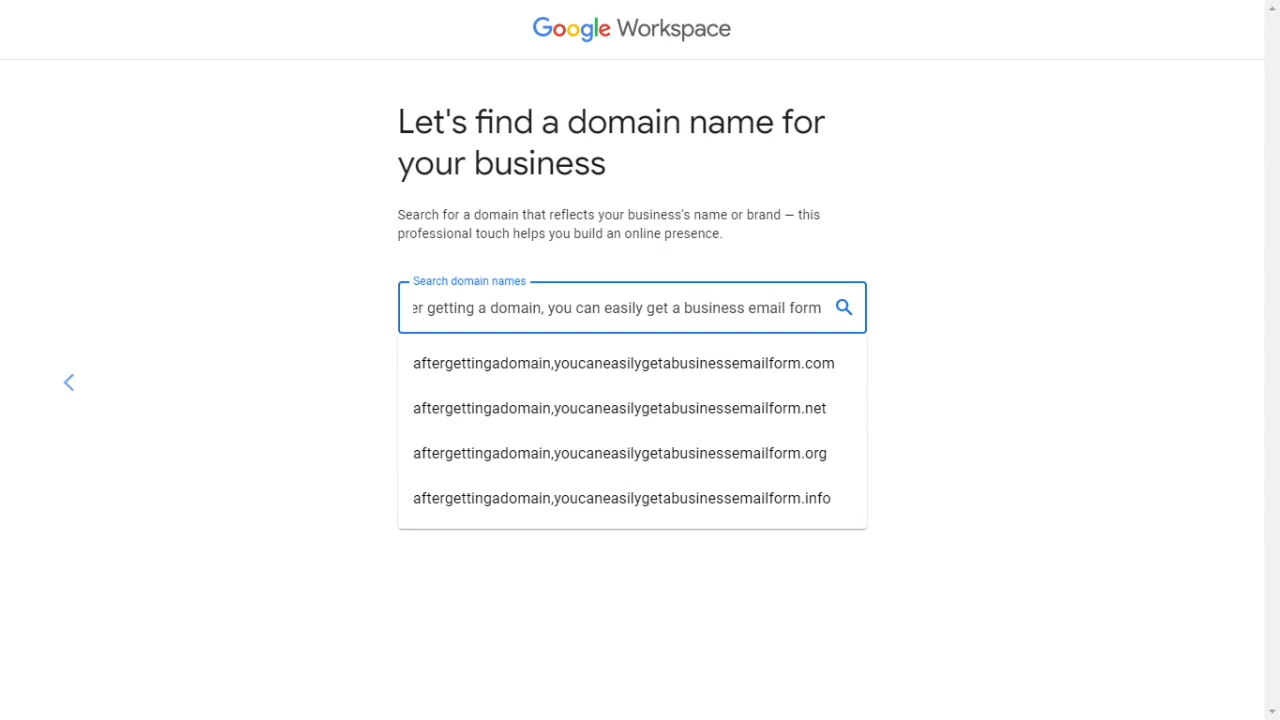 Google Workspace
Let's find a domain name for
your business
Search for a domain that reflects your business's name or brand — this
professional touch helps you build an online presence.
Search domain names
getting a domain, you can easily get a business email form
aftergettingadomain,youcaneasilygetabusinessemailform.com
aftergettingadomain,youcaneasilygetabusinessemailform.net
aftergettingadomain,youcaneasilygetabusinessemailform.org
aftergettingadomain,youcaneasilygetabusinessemailform.info